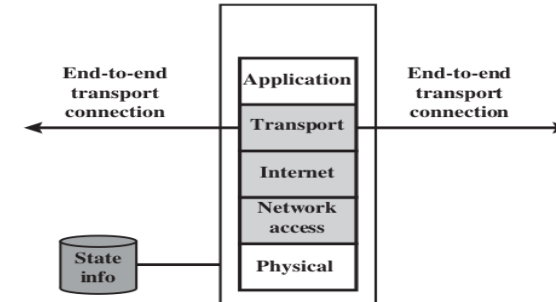 End-to-end
transport
connection
Application
Transport
Internet
Network
access
Physical
End-to-end
transport
connection
State
info